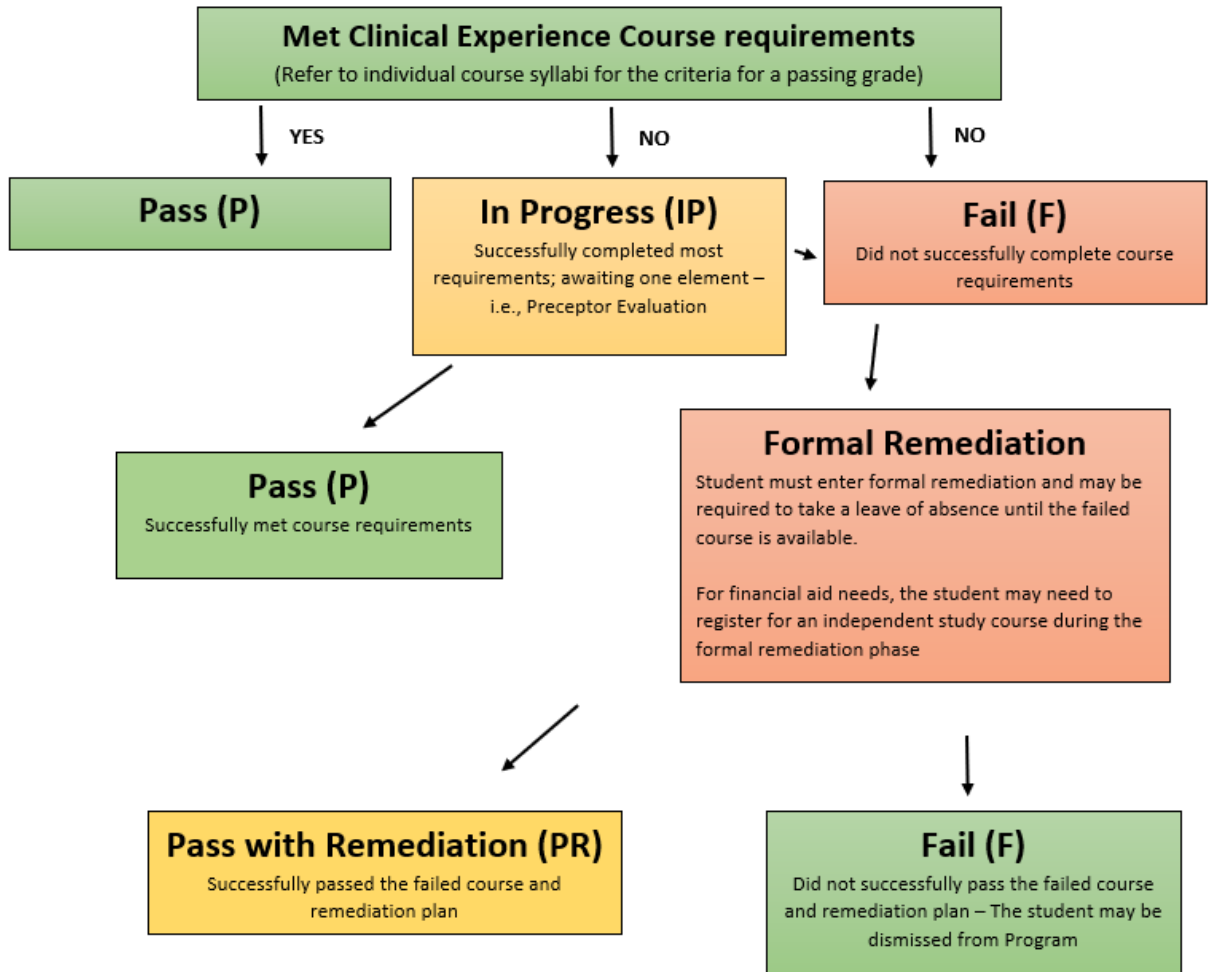 Met Clinical Experience Course requirements
(Refer to individual course syllabi for the criteria for a passing grade)
YES
NO
NO
Pass (P)
In Progress (IP)
Successfully completed most
requirements; awaiting one element –
i.e., Preceptor Evaluation
Fail (F)
Did not successfully complete course
requirements
Pass (P)
Successfully met course requirements
Formal Remediation
Student must enter formal remediation and may be
required to take a leave of absence until the failed
course is available.
For financial aid needs, the student may need to
register for an independent study course during the
formal remediation phase
Pass with Remediation (PR)
Successfully passed the failed course and
remediation plan
Fail (F)
Did not successfully pass the failed course
and remediation plan – The student may be
dismissed from Program